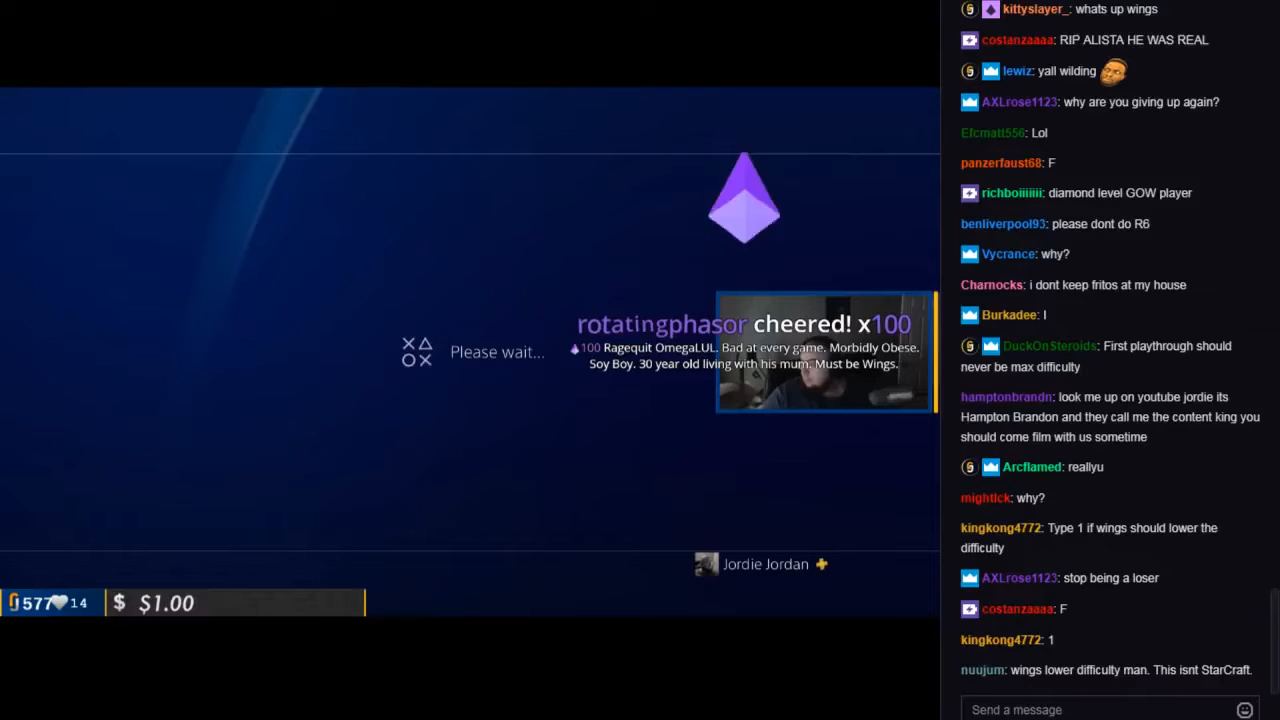 Please wait...
rotatingphasor cheered! x100
100 Ragequit OmegaLUL. Bad at every game. Morbidly Obese.
Soy Boy. 30 year old living with his mum. Must be Wings.
Jordie Jordan
577 14 $ $1.00
kittyslayer_: whats up wings
costanzaaaa: RIP ALISTA HE WAS REAL
lewiz: yall wilding
AXLrose1123: why are you giving up again?
Efcmatt556: Lol
panzerfaust68: F
richboiiiiiii: diamond level GOW player
benliverpool93: please dont do R6
Vycrance: why?
Charnocks: i dont keep fritos at my house
Burkadee: I
DuckOnSteroids: First playthrough should
never be max difficulty
hamptonbrandn: look me up on youtube jordie its
Hampton Brandon and they call me the content king you
should come film with us sometime
Arcflamed: reallyu
mightlck: why?
kingkong4772: Type 1 if wings should lower the
difficulty
AXLrose1123: stop being a loser
costanzaaaa: F
kingkong4772: 1
nuujum: wings lower difficulty man. This isnt StarCraft.
Send a message